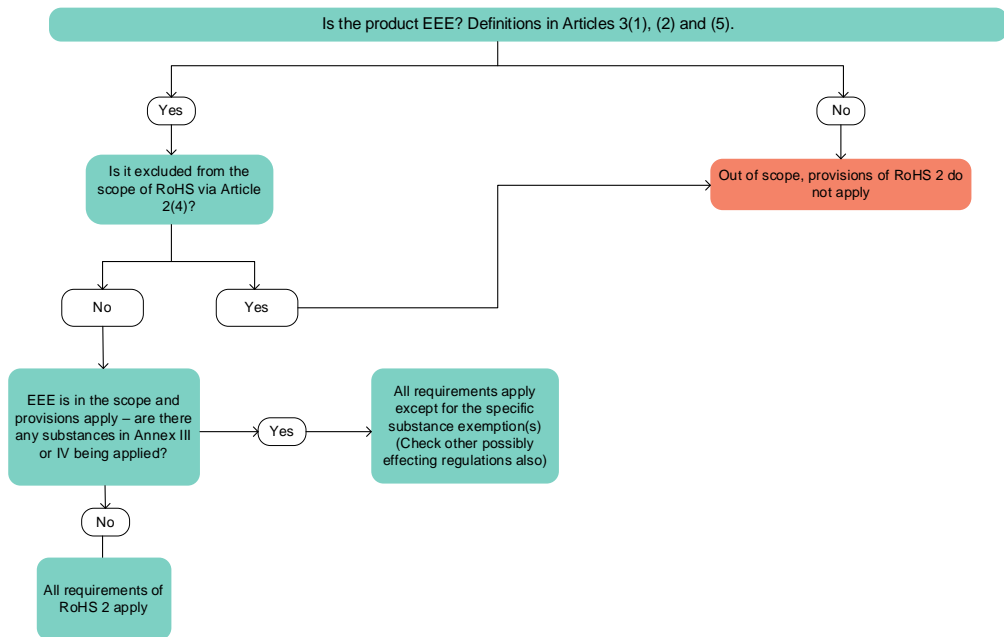 Is the product EEE? Definitions in Articles 3(1), (2) and (5).
Yes
No
Is it excluded from the
scope of RoHS via Article
2(4)?
Out of scope, provisions of RoHS 2 do
not apply
No
Yes
EEE is in the scope and
provisions apply – are there
any substances in Annex III
or IV being applied?
Yes
All requirements apply
except for the specific
substance exemption(s)
(Check other possibly
effecting regulations also)
No
All requirements of
RoHS 2 apply